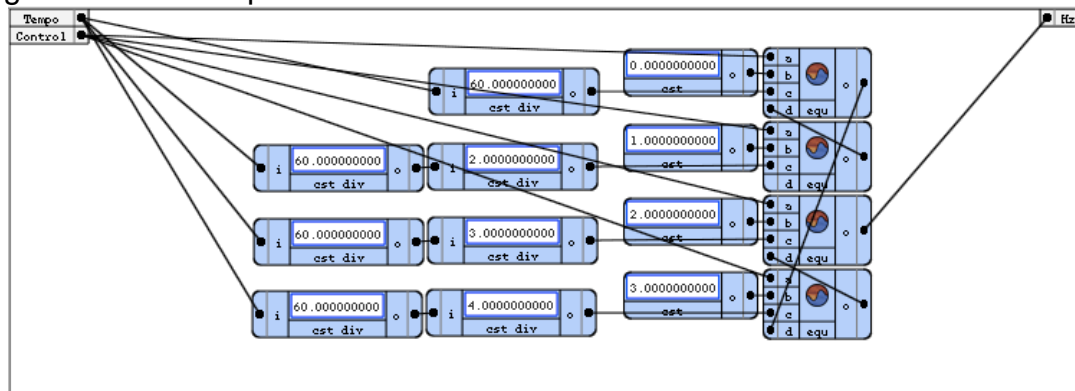 Tempo
Control
Hz
0.0000000000
o
cst
a
b
c
d
equ
o
i
60.000000000
o
cst div
1.0000000000
o
cst
a
b
c
d
equ
o
i
60.000000000
o
cst div
i
2.0000000000
o
cst div
2.0000000000
o
cst
a
b
c
d
equ
o
i
60.000000000
o
cst div
i
3.0000000000
o
cst div
3.0000000000
o
cst
a
b
c
d
equ
o
i
60.000000000
o
cst div
i
4.0000000000
o
cst div